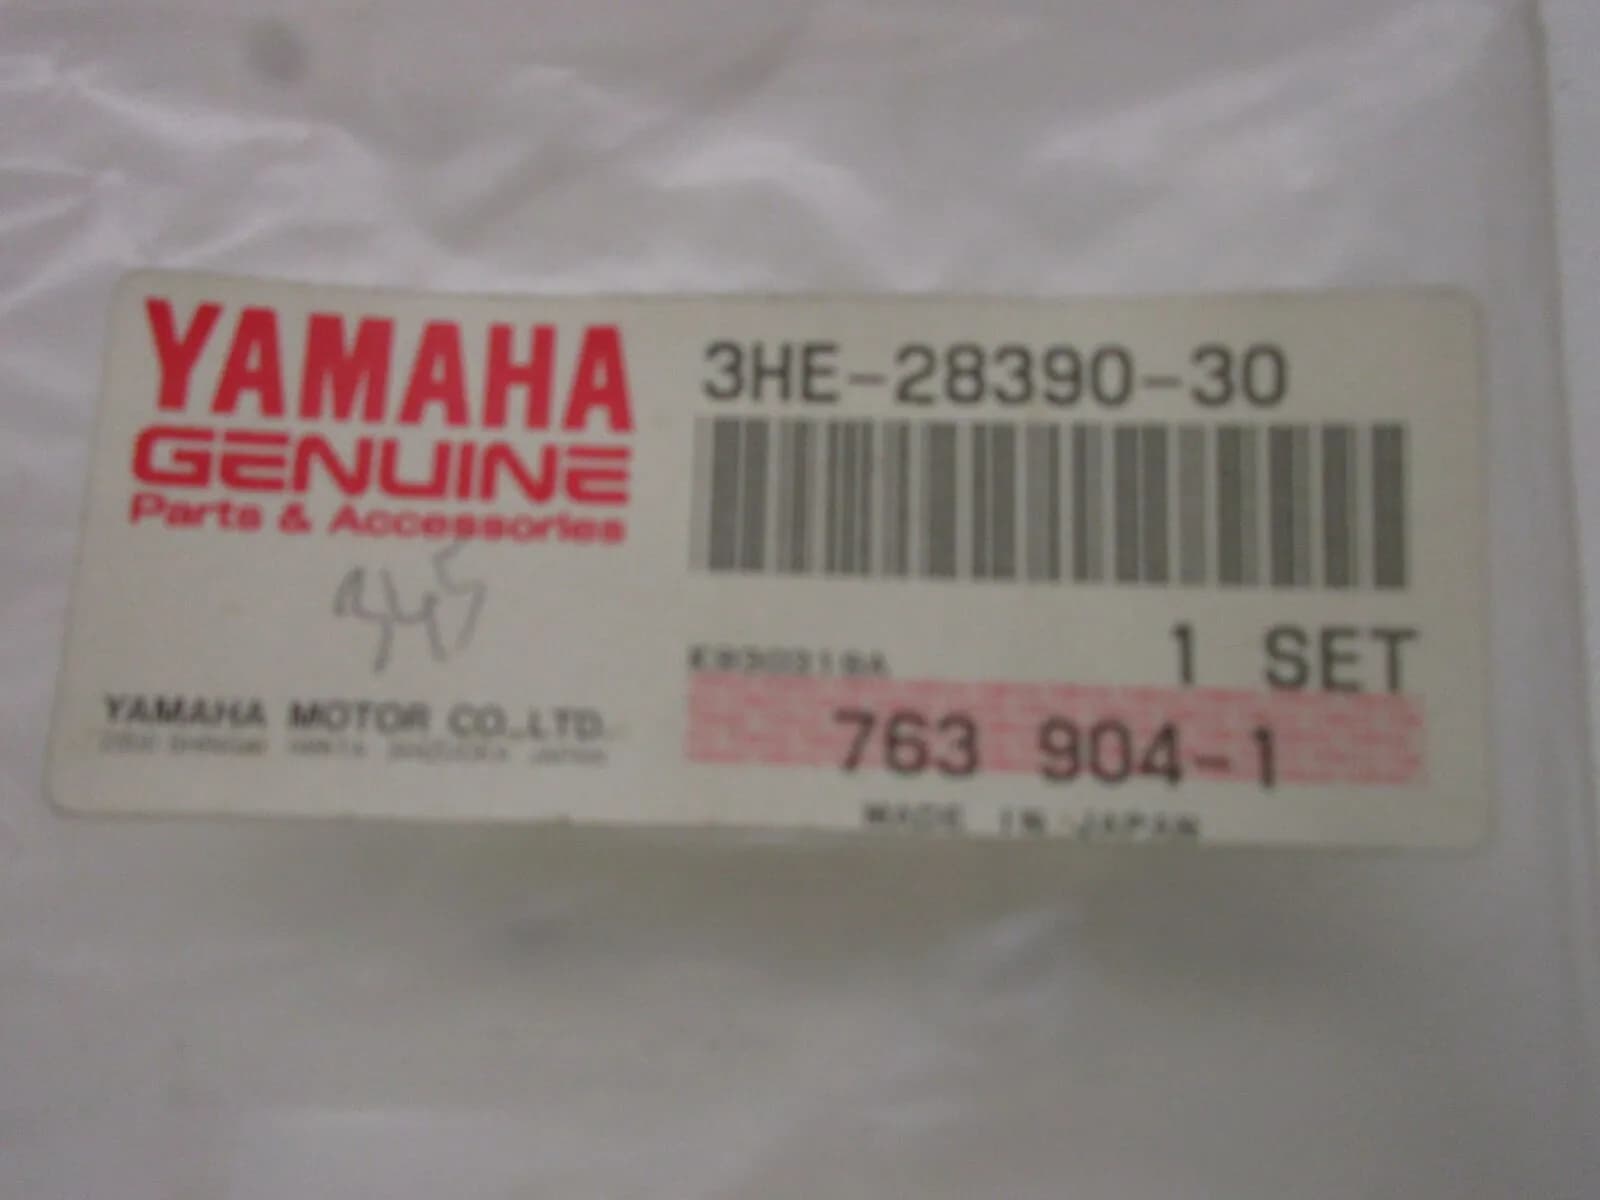 YAMAHA
GENUINE
Parts & Accessories
3HE-28390-30
1 SET
763 904-1
YAMAHA MOTOR CO.,LTD.
MADE IN JAPAN